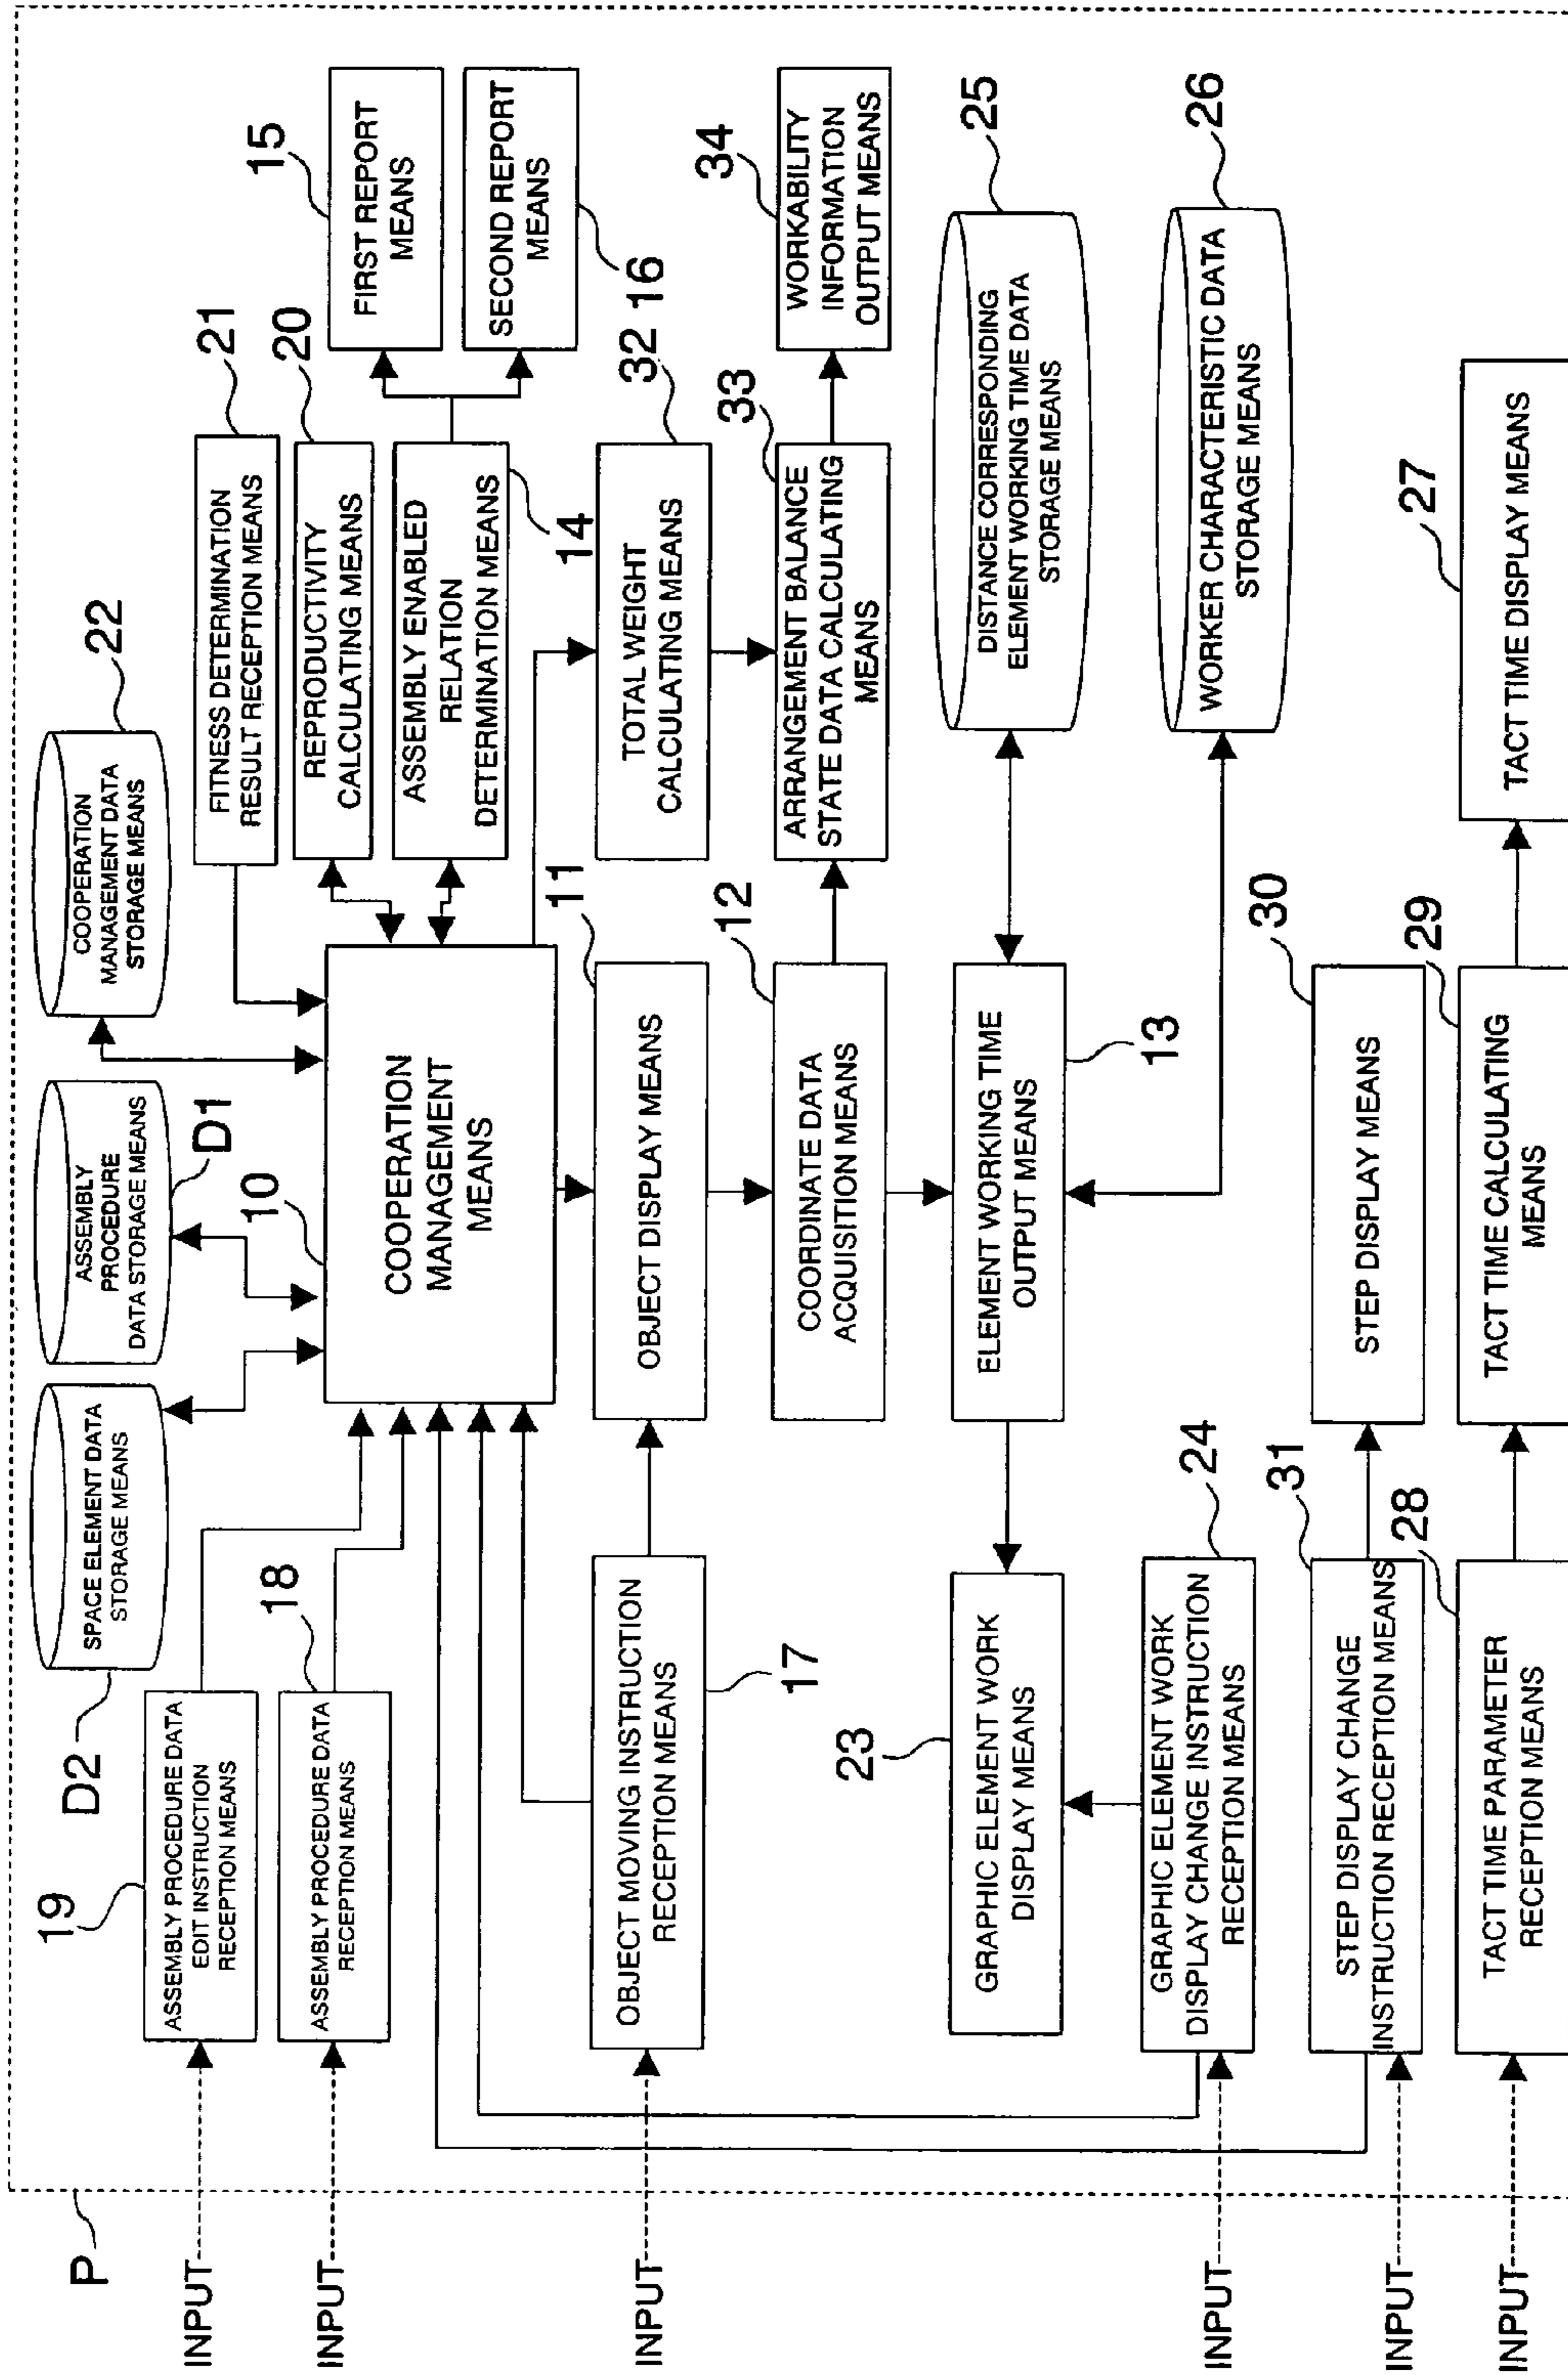 P
INPUT
INPUT
INPUT
INPUT
INPUT
INPUT
D2
SPACE ELEMENT DATA
STORAGE MEANS
ASSEMBLY
PROCEDURE
DATA STORAGE MEANS
D1
COOPERATION
MANAGEMENT DATA
STORAGE MEANS
22
19
ASSEMBLY PROCEDURE DATA
EDIT INSTRUCTION
RECEPTION MEANS
18
ASSEMBLY PROCEDURE DATA
RECEPTION MEANS
10
COOPERATION
MANAGEMENT
MEANS
FITNESS DETERMINATION
RESULT RECEPTION MEANS
21
REPRODUCTIVITY
CALCULATING MEANS
20
ASSEMBLY ENABLED
RELATION
DETERMINATION MEANS
14
FIRST REPORT
MEANS
15
SECOND REPORT
MEANS
16
OBJECT MOVING INSTRUCTION
RECEPTION MEANS
17
OBJECT DISPLAY MEANS
11
TOTAL WEIGHT
CALCULATING MEANS
32
COORDINATE DATA
ACQUISITION MEANS
12
ARRANGEMENT BALANCE
STATE DATA CALCULATING
MEANS
33
WORKABILITY
INFORMATION
OUTPUT MEANS
34
23
GRAPHIC ELEMENT WORK
DISPLAY MEANS
ELEMENT WORKING TIME
OUTPUT MEANS
13
DISTANCE CORRESPONDING
ELEMENT WORKING TIME DATA
STORAGE MEANS
25
GRAPHIC ELEMENT WORK
DISPLAY CHANGE INSTRUCTION
RECEPTION MEANS
24
WORKER CHARACTERISTIC DATA
STORAGE MEANS
26
STEP DISPLAY CHANGE
INSTRUCTION RECEPTION MEANS
31
STEP DISPLAY MEANS
30
TACT TIME PARAMETER
RECEPTION MEANS
28
TACT TIME CALCULATING
MEANS
29
TACT TIME DISPLAY MEANS
27